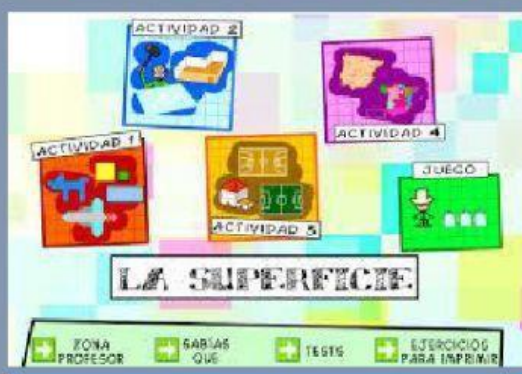 ACTIVIDAD 2
ACTIVIDAD 4
ACTIVIDAD 1
JUEGO
ACTIVIDAD 3
LA SUPERFICIE
ZONA
PROFESOR
SABÍAS
QUE
TESTS
EJERCICIOS
PARA IMPRIMIR